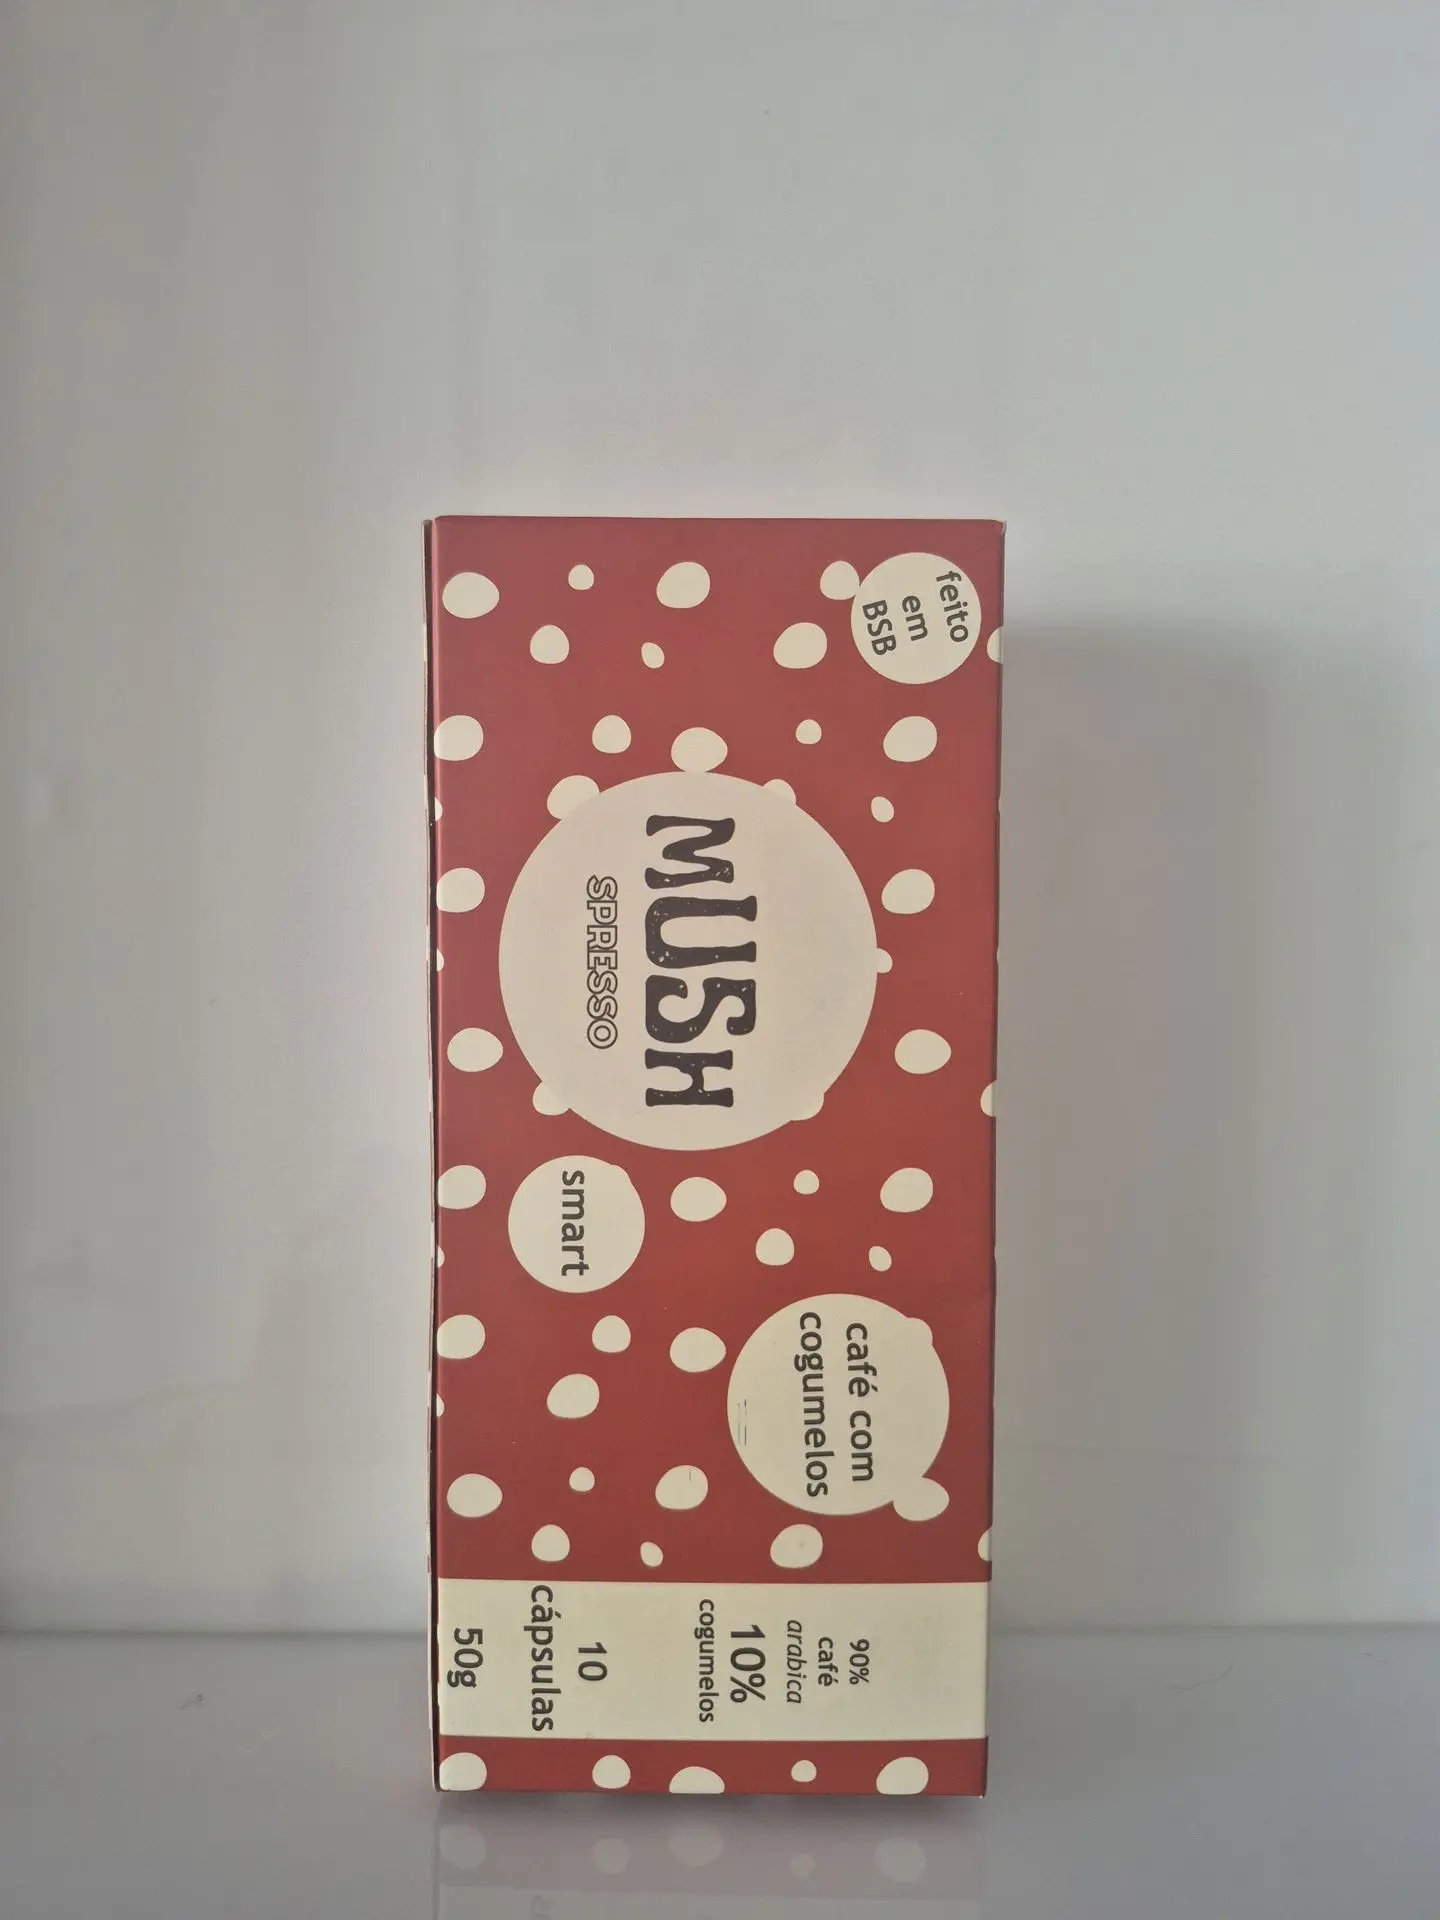 feito
em
BSB
MUSH
SPRESSO
smart
café com
cogumelos
90%
café
arabica
10%
cogumelos
10
cápsulas
50g